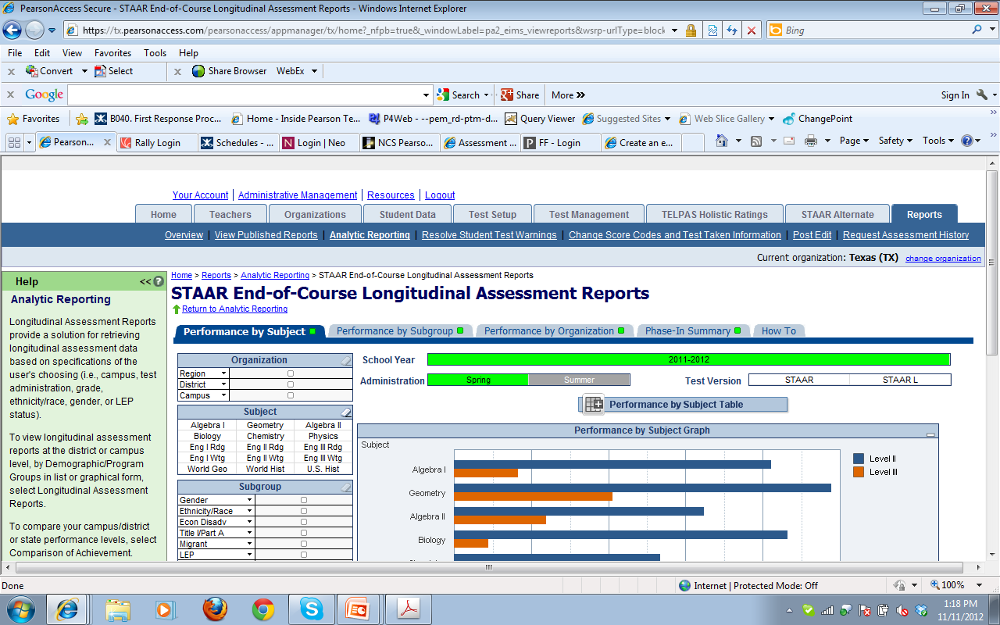 PearsonAccess Secure - STAAR End-of-Course Longitudinal Assessment Reports - Windows Internet Explorer
https://tx.pearsonaccess.com/pearsonaccess/appmanager/tx/home?_nfpb=true&_windowLabel=pa2_eims_viewreports&wsrp-urlType=block Bing
File Edit View Favorites Tools Help
x Convert Select x Share Browser WebEx
x Google Search Share More >> Sign In
Favorites B040. First Response Proc... Home - Inside Pearson Te... P4Web - --pem_rd-ptm-d... Query Viewer Suggested Sites Web Slice Gallery ChangePoint
Pearson... x Rally Login Schedules - ... Login | Neo NCS Pearso... Assessment ... FF - Login Create an e... Page Safety Tools
Your Account | Administrative Management | Resources | Logout
Home Teachers Organizations Student Data Test Setup Test Management TELPAS Holistic Ratings STAAR Alternate Reports
Overview | View Published Reports | Analytic Reporting | Resolve Student Test Warnings | Change Score Codes and Test Taken Information | Post Edit | Request Assessment History
Current organization: Texas (TX) change organization
Help << ?
Analytic Reporting
Longitudinal Assessment Reports
provide a solution for retrieving
longitudinal assessment data
based on specifications of the
user's choosing (i.e., campus, test
administration, grade,
ethnicity/race, gender, or LEP
status).
To view longitudinal assessment
reports at the district or campus
level, by Demographic/Program
Groups in list or graphical form,
select Longitudinal Assessment
Reports.
To compare your campus/district
or state performance levels, select
Comparison of Achievement.
Home > Reports > Analytic Reporting > STAAR End-of-Course Longitudinal Assessment Reports
STAAR End-of-Course Longitudinal Assessment Reports
Return to Analytic Reporting
Performance by Subject Performance by Subgroup Performance by Organization Phase-In Summary How To
Organization
Region
District
Campus
Subject
Algebra I Geometry Algebra II
Biology Chemistry Physics
Eng I Rdg Eng II Rdg Eng III Rdg
Eng I Wtg Eng II Wtg Eng III Wtg
World Geo World Hist U.S. Hist
Subgroup
Gender
Ethnicity/Race
Econ Disadv
Title I/Part A
Migrant
LEP
School Year 2011-2012
Administration Spring Summer Test Version STAAR STAAR L
Performance by Subject Table
Performance by Subject Graph
Subject
Algebra I
Geometry
Algebra II
Biology
Level II
Level III
Done Internet | Protected Mode: Off 100%
1:18 PM
11/11/2012